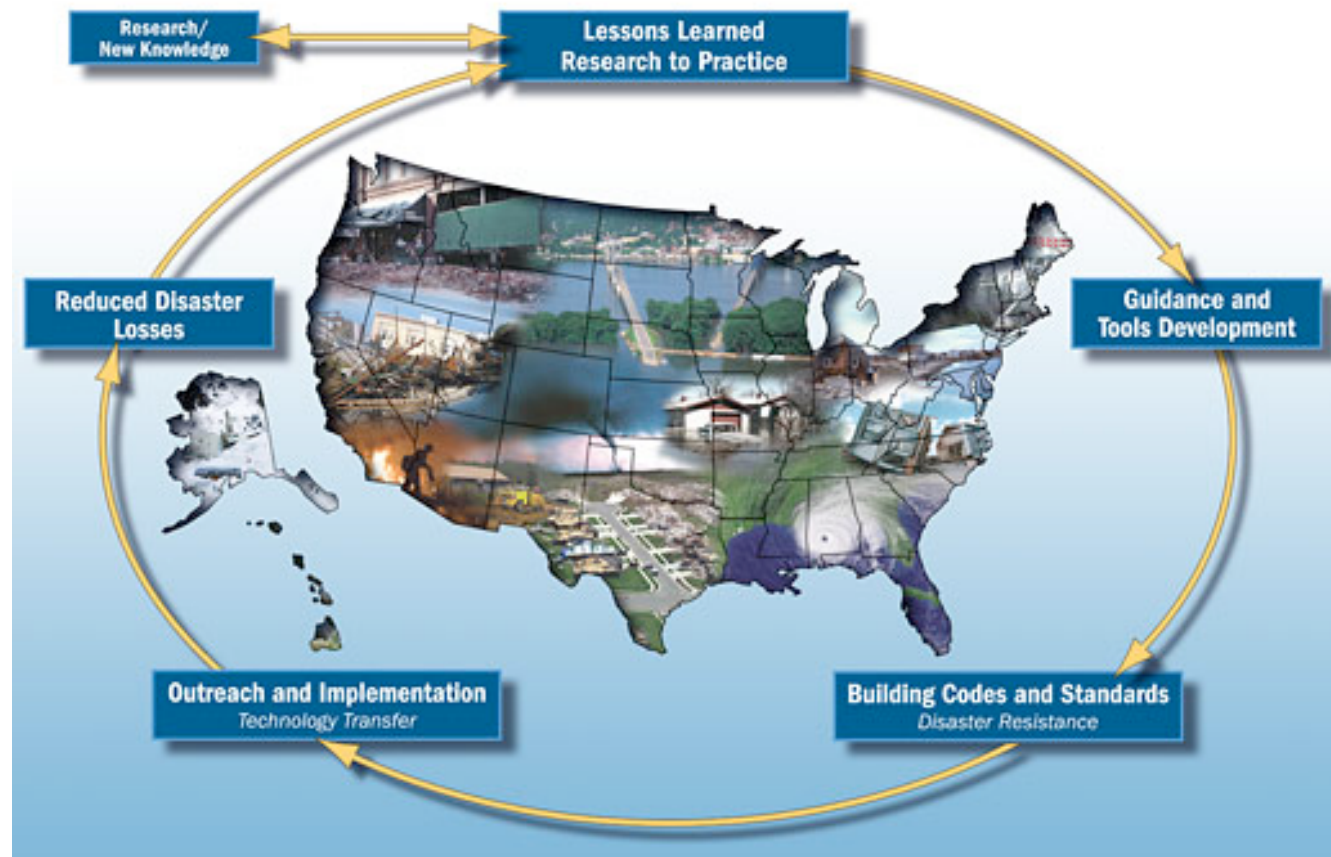 Research/
New Knowledge
Lessons Learned
Research to Practice
Reduced Disaster
Losses
Guidance and
Tools Development
Outreach and Implementation
Technology Transfer
Building Codes and Standards
Disaster Resistance